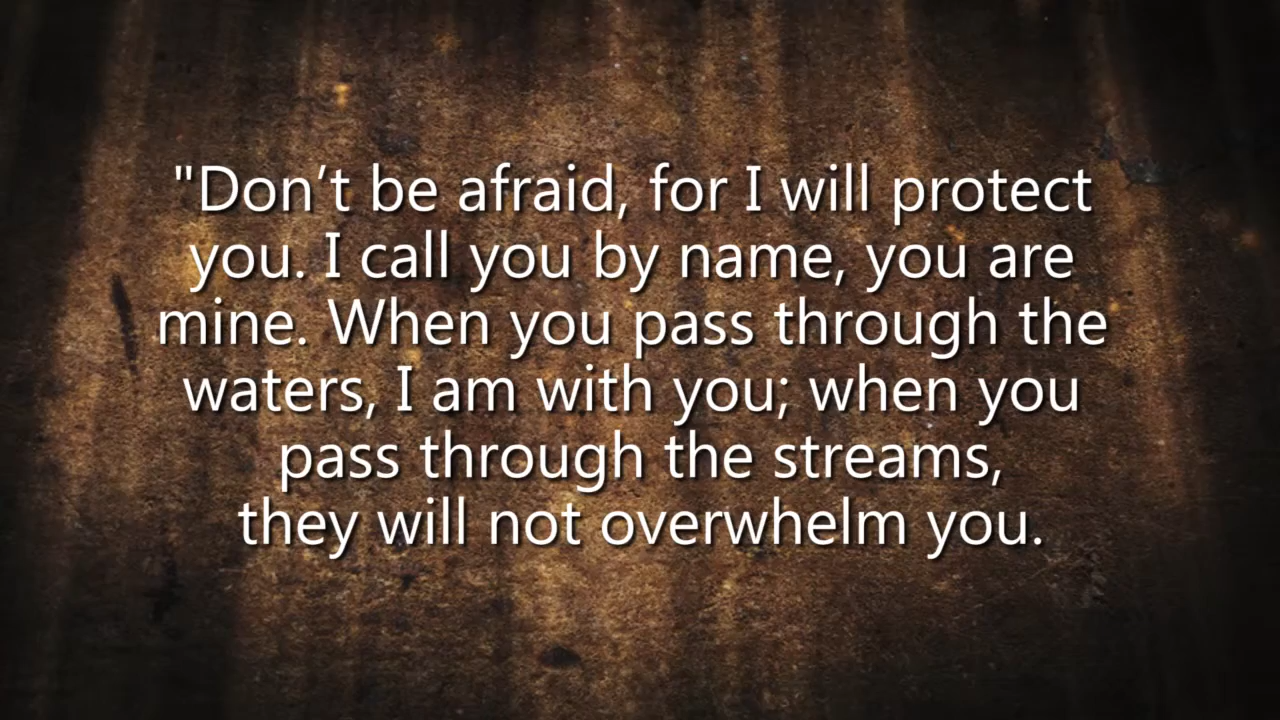 "Don’t be afraid, for I will protect
you. I call you by name, you are
mine. When you pass through the
waters, I am with you; when you
pass through the streams,
they will not overwhelm you.